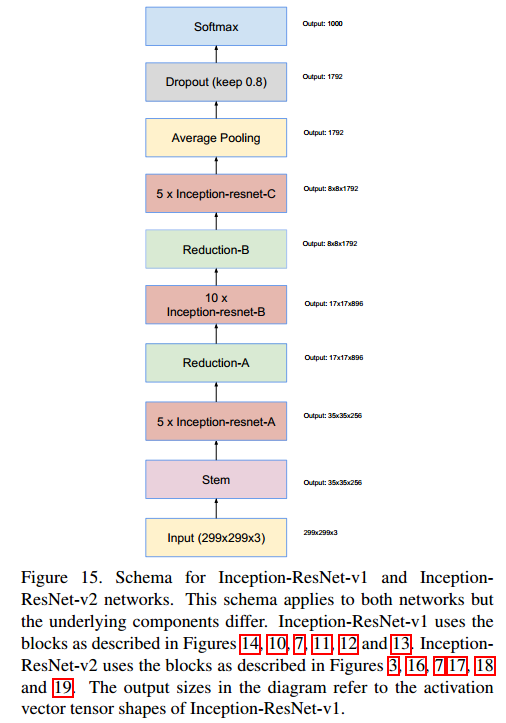 Softmax
Output: 1000
Dropout (keep 0.8)
Output: 1792
Average Pooling
Output: 1792
5 x Inception-resnet-C
Output: 8x8x1792
Reduction-B
Output: 8x8x1792
10 x
Inception-resnet-B
Output: 17x17x896
Reduction-A
Output: 17x17x896
5 x Inception-resnet-A
Output: 35x35x256
Stem
Output: 35x35x256
Input (299x299x3)
299x299x3
Figure 15. Schema for Inception-ResNet-v1 and Inception-
ResNet-v2 networks. This schema applies to both networks but
the underlying components differ. Inception-ResNet-v1 uses the
blocks as described in Figures 14, 10, 7, 11, 12 and 13. Inception-
ResNet-v2 uses the blocks as described in Figures 3, 16, 7 17, 18
and 19. The output sizes in the diagram refer to the activation
vector tensor shapes of Inception-ResNet-v1.